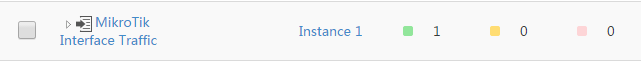 MikroTik
Interface Traffic
Instance 1
1
0
0